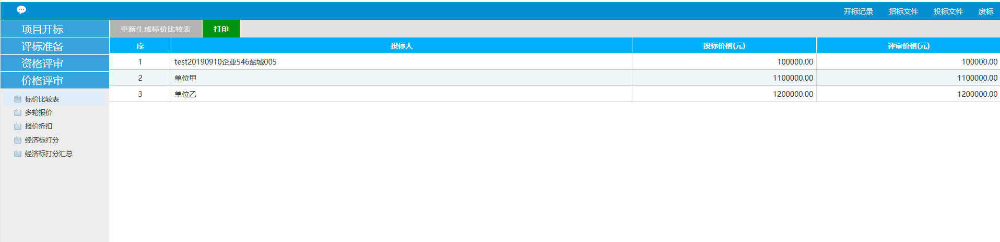 开标记录 招标文件 投标文件 废标
项目开标
评标准备
资格评审
价格评审
标价比较表
多轮报价
报价折扣
经济标打分
经济标打分汇总
重新生成标价比较表 打印
序 投标人 投标价格(元) 评审价格(元)
1 test20190910企业546盐城005 100000.00 100000.00
2 单位甲 1100000.00 1100000.00
3 单位乙 1200000.00 1200000.00